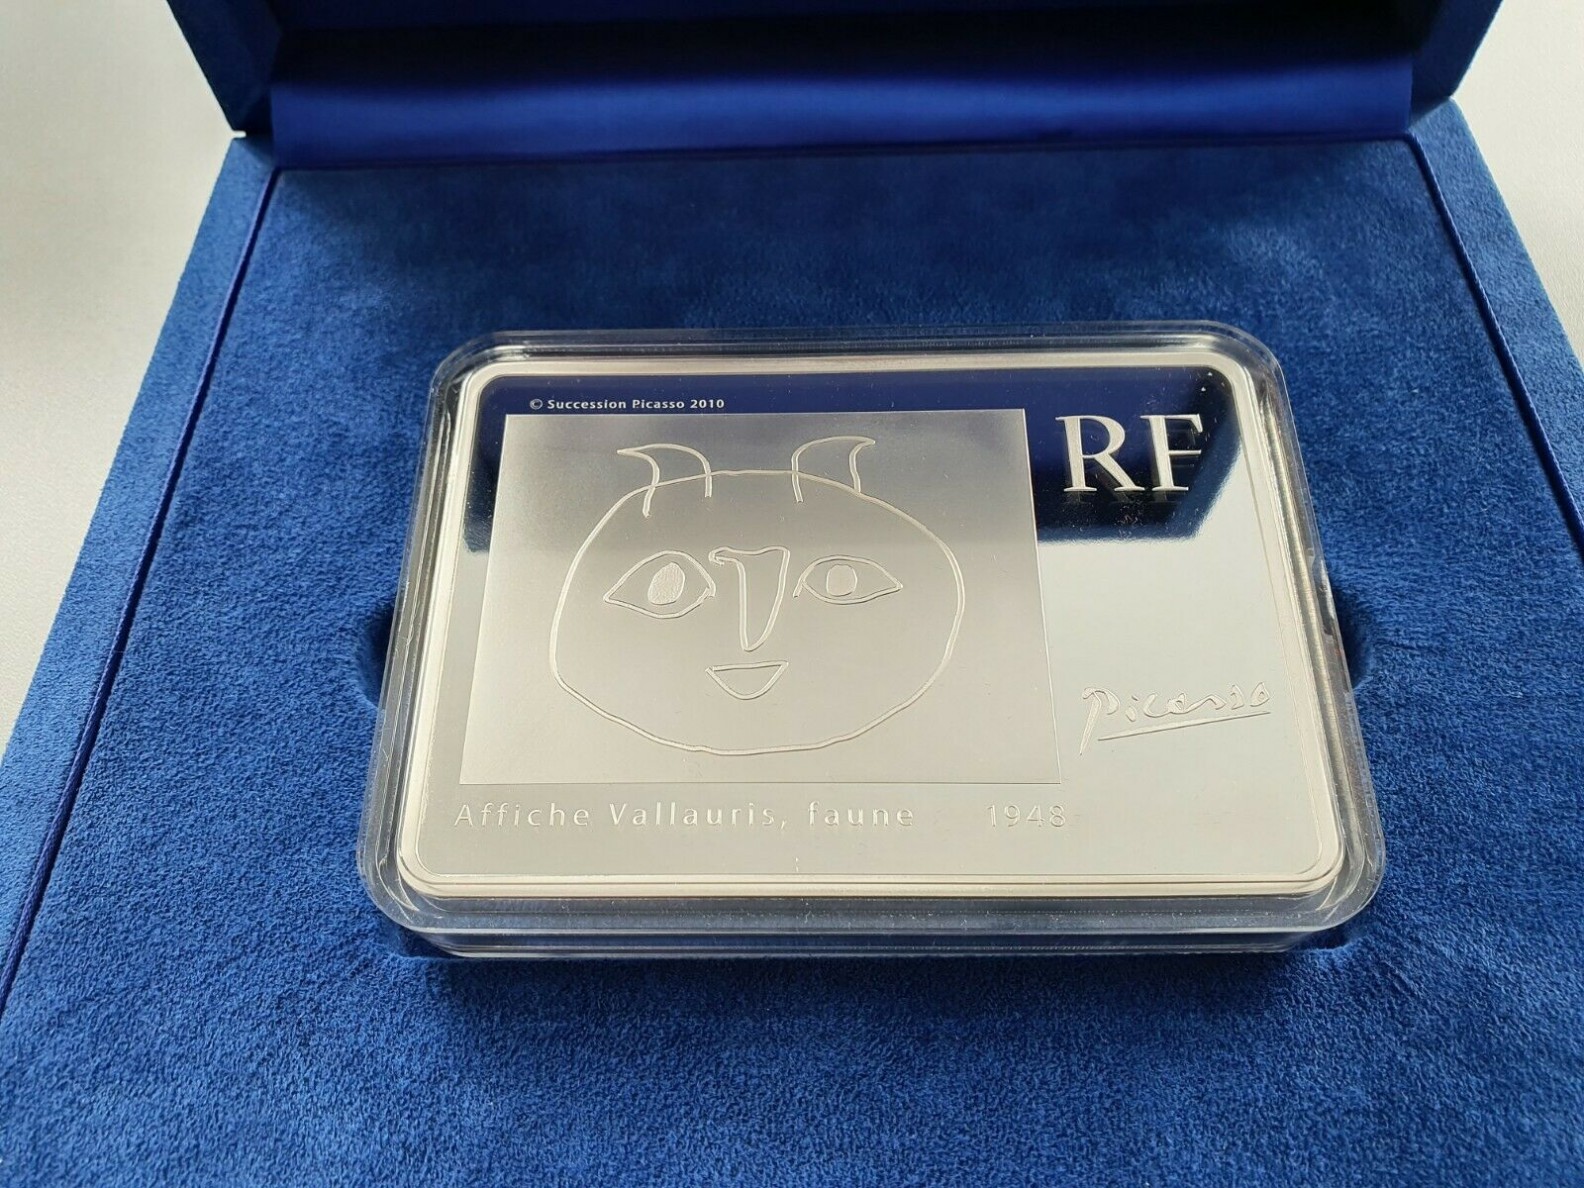 © Succession Picasso 2010
RF
Picasso
Affiche Vallauris, faune 1948